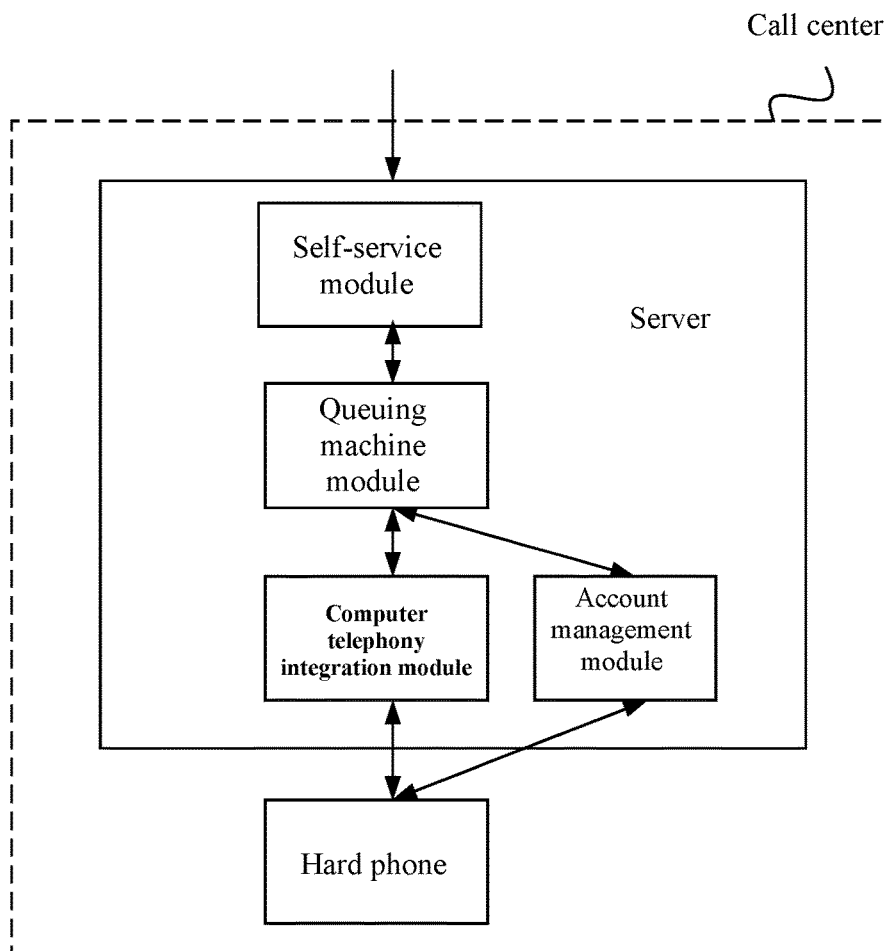 Call center
Self-service
module
Server
Queuing
machine
module
Computer
telephony
integration module
Account
management
module
Hard phone